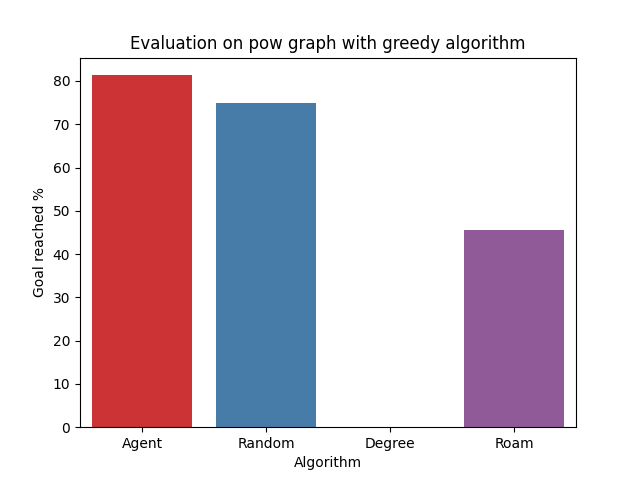 Evaluation on pow graph with greedy algorithm
80
70
60
50
40
30
20
10
0
Goal reached %
Agent Random Degree Roam
Algorithm